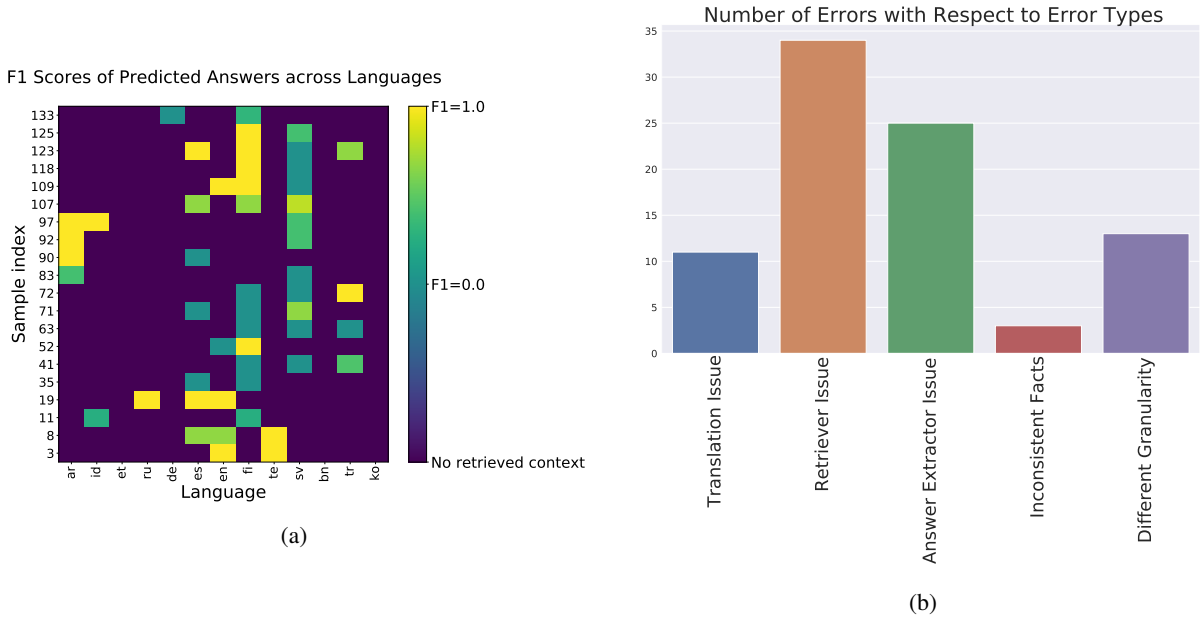 F1 Scores of Predicted Answers across Languages
133
125
123
118
109
107
97
92
90
83
72
71
63
52
41
35
19
11
8
3
Sample index
ar
id
et
ru
de
es
en
fi
te
sv
bn
tr
ko
Language
F1=1.0
F1=0.0
No retrieved context
(a)
Number of Errors with Respect to Error Types
35
30
25
20
15
10
5
0
Translation Issue
Retriever Issue
Answer Extractor Issue
Inconsistent Facts
Different Granularity
(b)